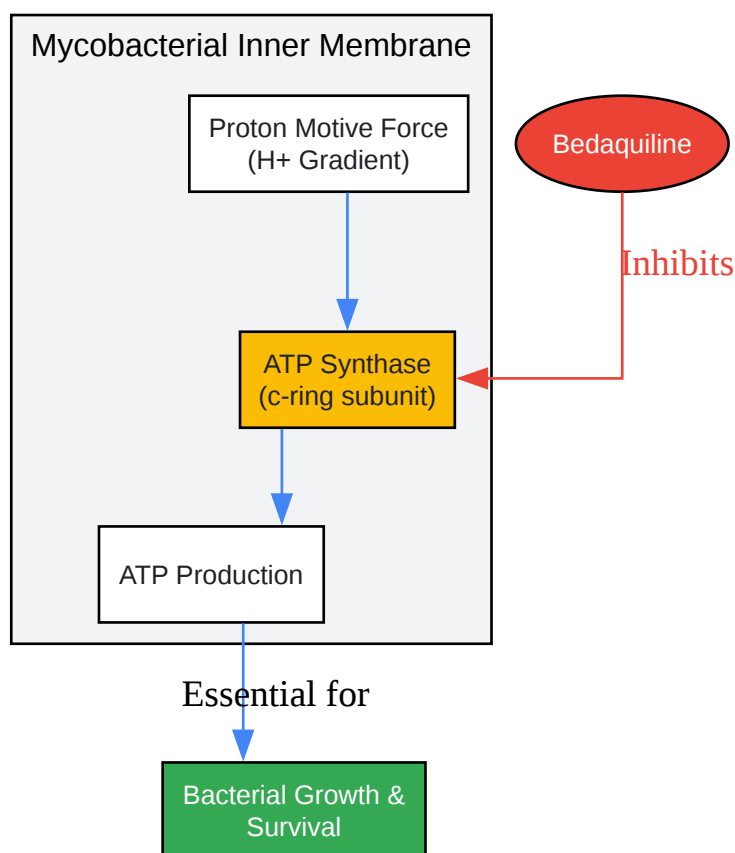 Mycobacterial Inner Membrane
Proton Motive Force
(H+ Gradient)
Bedaquiline
Inhibits
ATP Synthase
(c-ring subunit)
ATP Production
Essential for
Bacterial Growth &
Survival